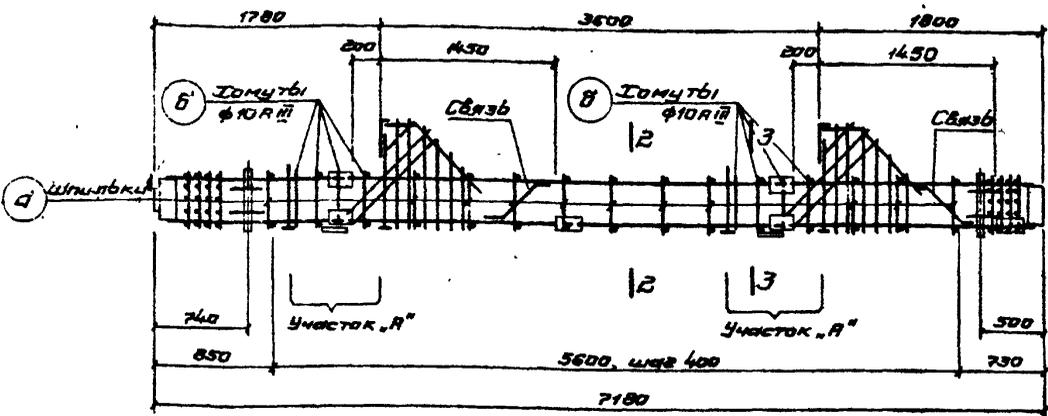 1780 3600 1800
200 1450 200 1450
б Хомуты
ф10АIII
Связь
в Хомуты
ф10АIII
Связь
2 3
а шпильки
2 3
740 Участок „А" Участок „А" 500
850 5600, шаг 400 730
7180